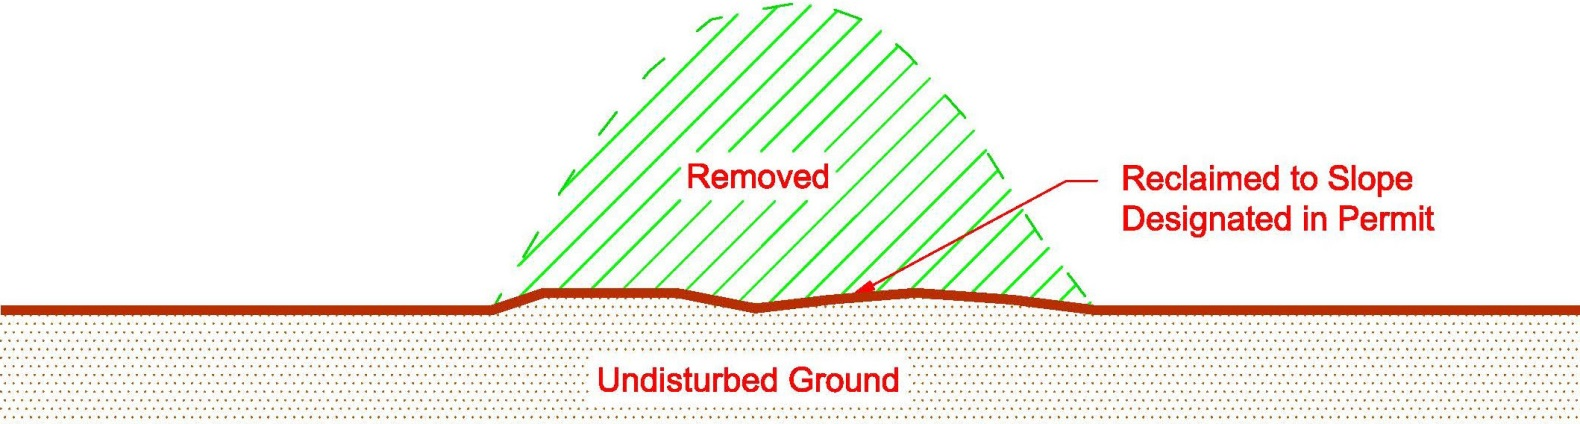 Removed
Reclaimed to Slope
Designated in Permit
Undisturbed Ground